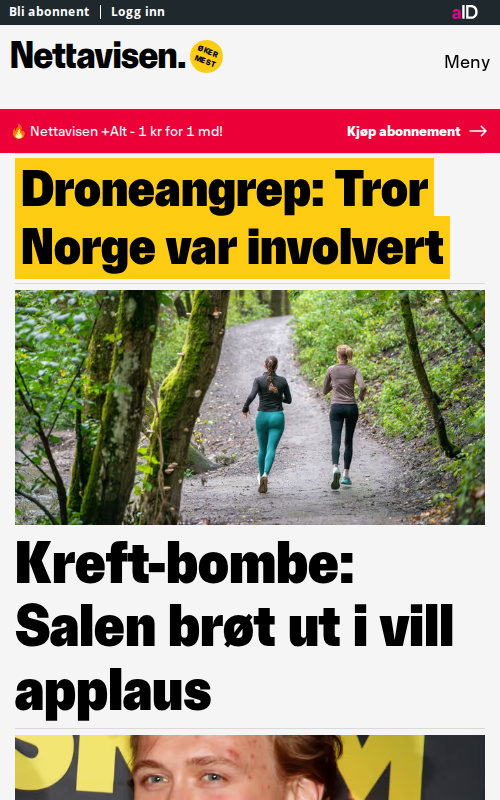 Bli abonnent | Logg inn
aID
Nettavisen.
ØKER
MEST
Meny
🔥 Nettavisen +Alt - 1 kr for 1 md!
Kjøp abonnement →
Droneangrep: Tror
Norge var involvert
Kreft-bombe:
Salen brøt ut i vill
applaus